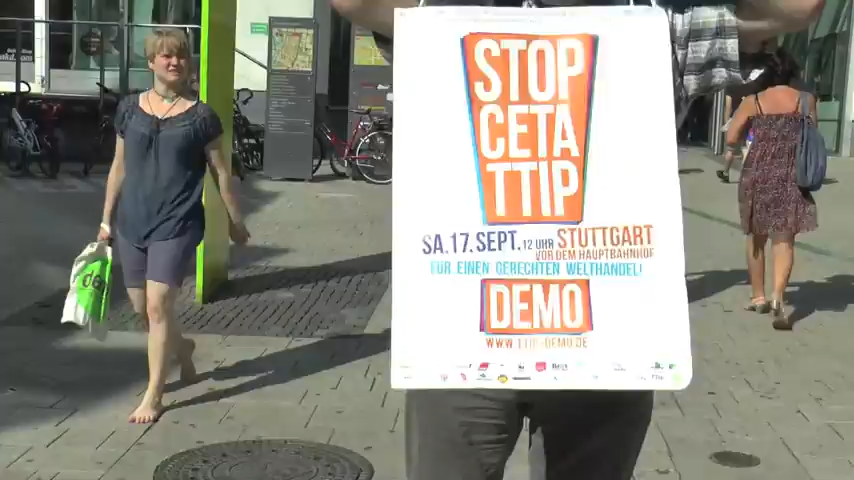 STOP
CETA
TTIP
SA.17.SEPT. 12 UHR STUTTGART
VOR DEM HAUPTBAHNHOF
FÜR EINEN GERECHTEN WELTHANDEL!
DEMO
WWW.TTIP-DEMO.DE